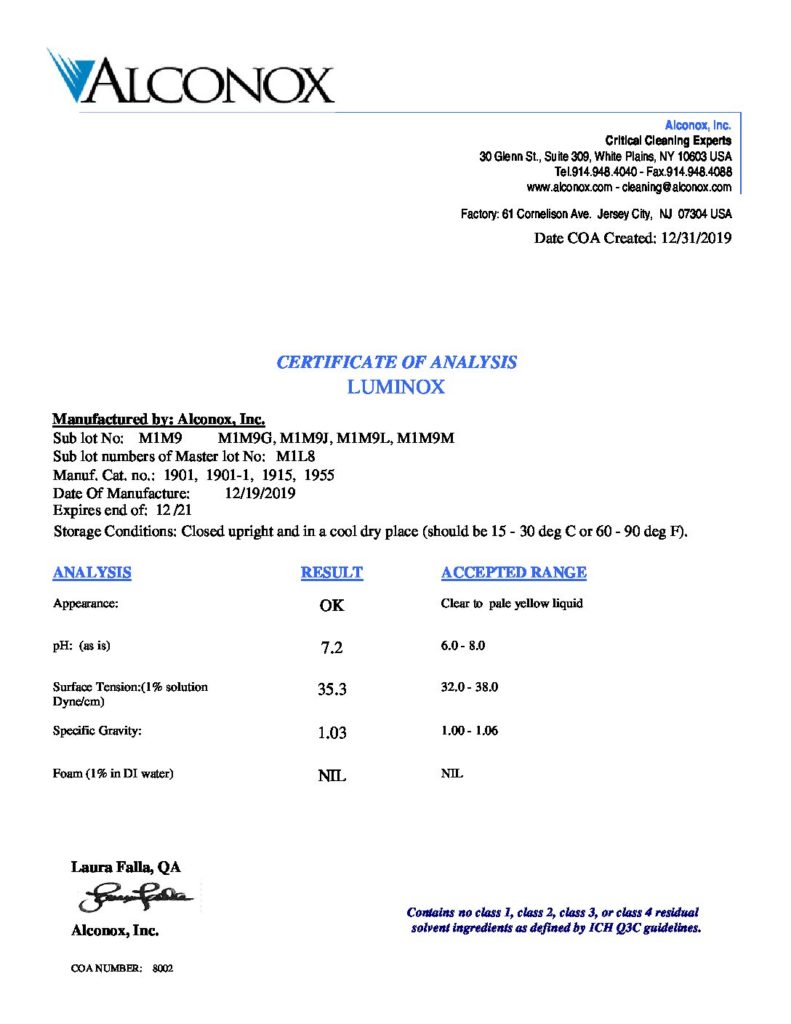 ALCONOX
Alconox, Inc.
Critical Cleaning Experts
30 Glenn St., Suite 309, White Plains, NY 10603 USA
Tel.914.948.4040 - Fax.914.948.4088
www.alconox.com - cleaning@alconox.com
Factory: 61 Cornelison Ave. Jersey City, NJ 07304 USA
Date COA Created: 12/31/2019
CERTIFICATE OF ANALYSIS
LUMINOX
Manufactured by: Alconox, Inc.
Sub lot No: M1M9 M1M9G, M1M9J, M1M9L, M1M9M
Sub lot numbers of Master lot No: M1L8
Manuf. Cat. no.: 1901, 1901-1, 1915, 1955
Date Of Manufacture: 12/19/2019
Expires end of: 12 /21
Storage Conditions: Closed upright and in a cool dry place (should be 15 - 30 deg C or 60 - 90 deg F).
ANALYSIS RESULT ACCEPTED RANGE
Appearance: OK Clear to pale yellow liquid
pH: (as is) 7.2 6.0 - 8.0
Surface Tension:(1% solution 35.3 32.0 - 38.0
Dyne/cm)
Specific Gravity: 1.03 1.00 - 1.06
Foam (1% in DI water) NIL NIL
Laura Falla, QA
Laura Falla
Alconox, Inc.
Contains no class 1, class 2, class 3, or class 4 residual
solvent ingredients as defined by ICH Q3C guidelines.
COA NUMBER: 8002